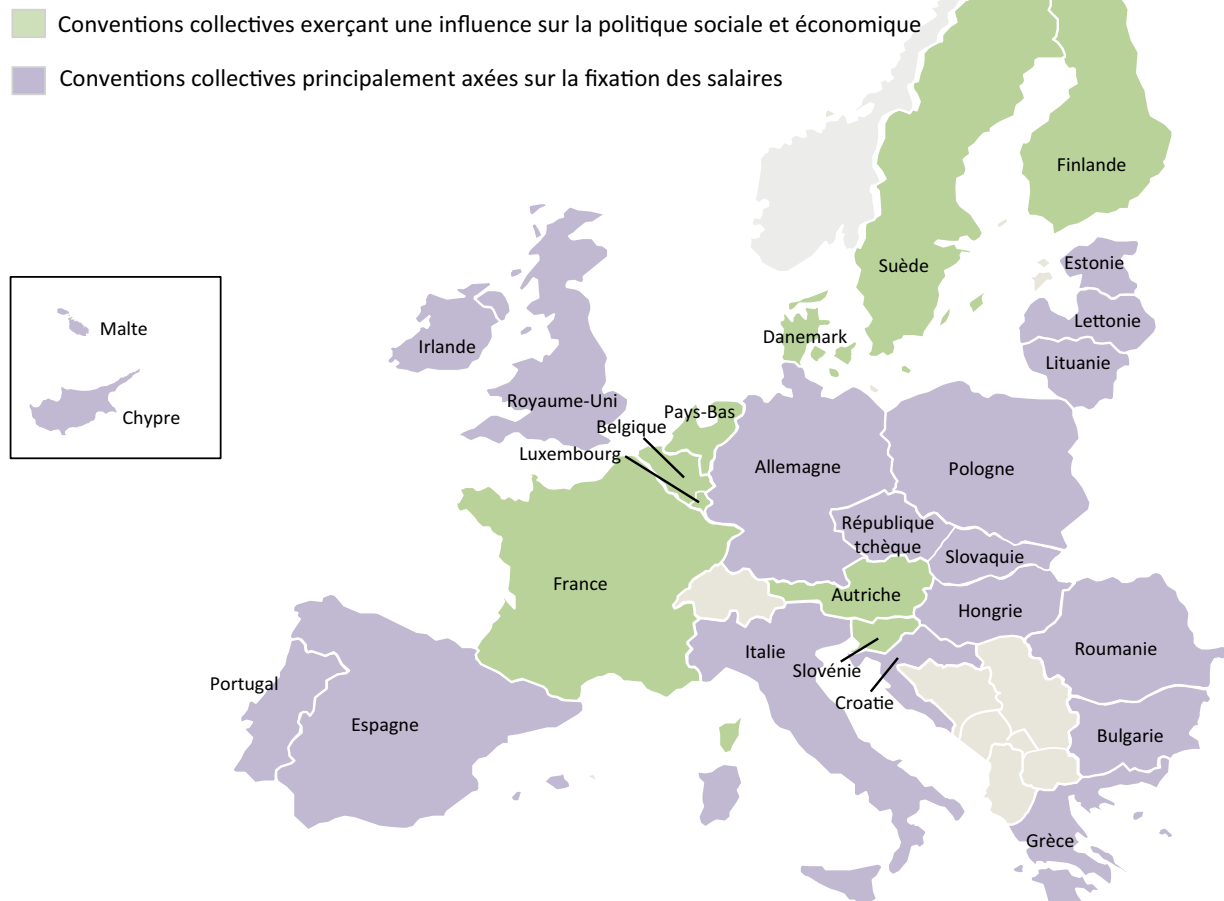 Conventions collectives exerçant une influence sur la politique sociale et économique
Conventions collectives principalement axées sur la fixation des salaires
Finlande
Suède
Estonie
Lettonie
Lituanie
Danemark
Malte
Chypre
Irlande
Royaume-Uni
Pays-Bas
Belgique
Luxembourg
Allemagne
Pologne
République
tchèque
Slovaquie
France
Autriche
Hongrie
Italie
Slovénie
Croatie
Roumanie
Portugal
Espagne
Bulgarie
Grèce